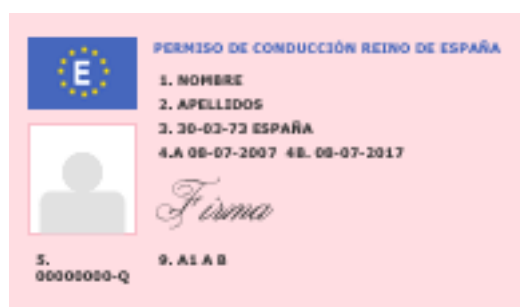 E
PERMISO DE CONDUCCIÓN REINO DE ESPAÑA
1. NOMBRE
2. APELLIDOS
3. 30-03-73 ESPAÑA
4.A 08-07-2007 4B. 08-07-2017
Firma
5.
00000000-Q
9. A1 A B